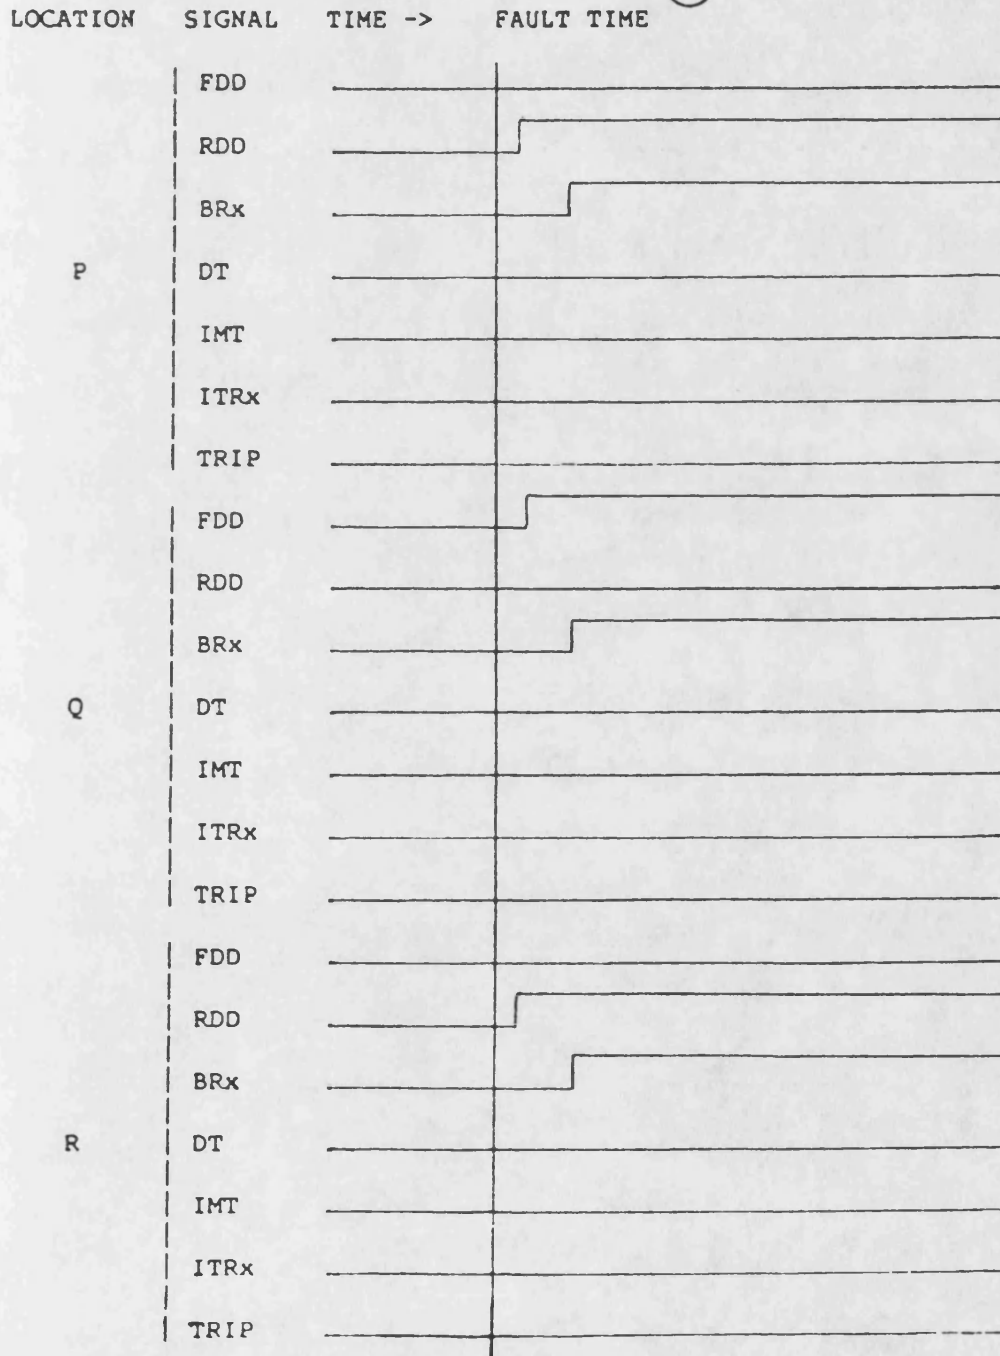 LOCATION SIGNAL TIME -> FAULT TIME
FDD
RDD
BRx
P DT
IMT
ITRx
TRIP
FDD
RDD
BRx
Q DT
IMT
ITRx
TRIP
FDD
RDD
BRx
R DT
IMT
ITRx
TRIP